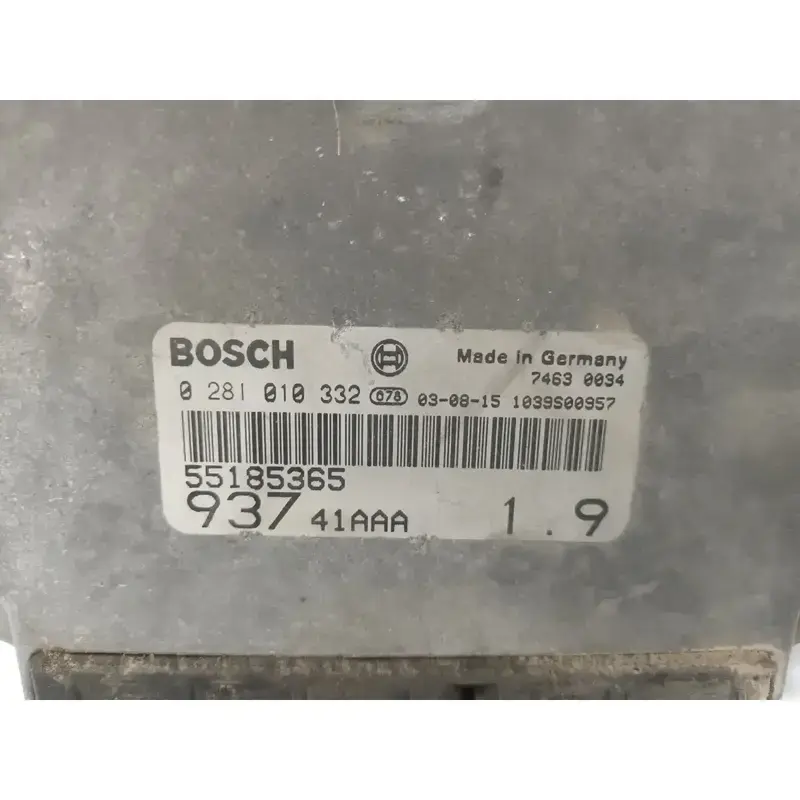 BOSCH Made in Germany
7463 0034
0 281 010 332 678 03-08-15 1039S00957
55185365
937 41AAA 1.9